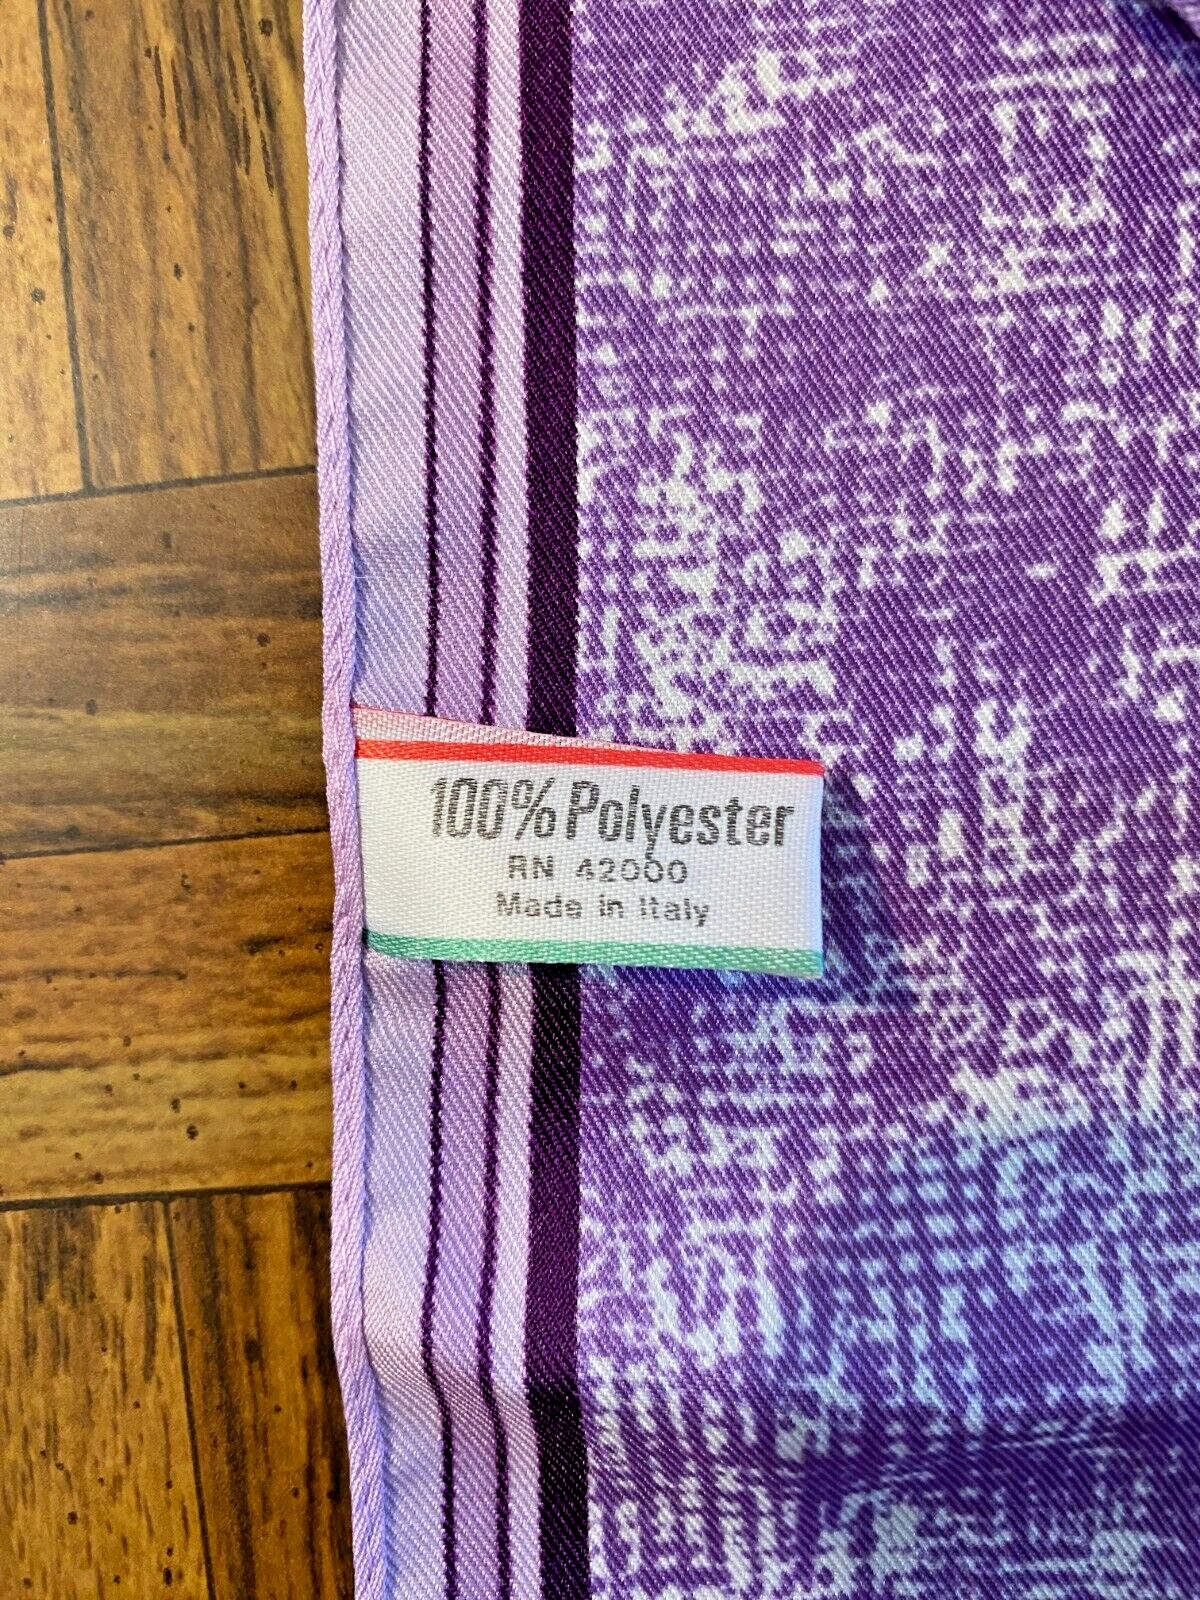 100% Polyester
RN 42000
Made in Italy